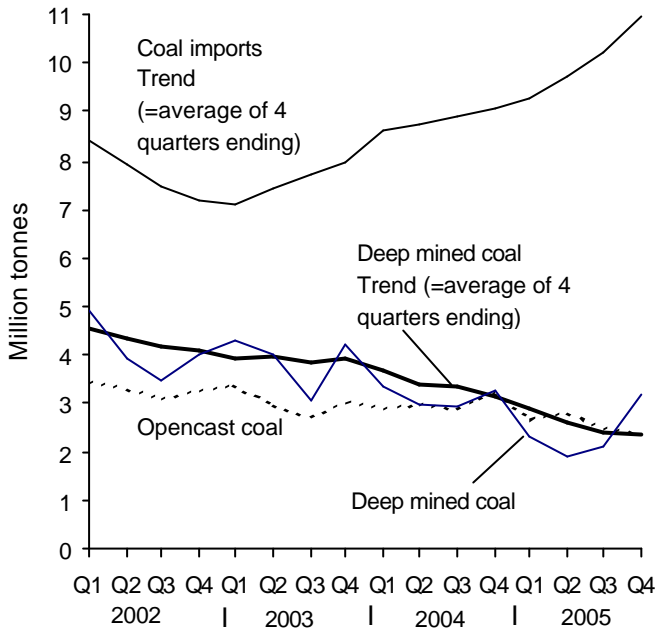 11
10
9
8
7
6
5
4
3
2
1
0
Million tonnes
Coal imports
Trend
(=average of 4
quarters ending)
Deep mined coal
Trend (=average of 4
quarters ending)
Opencast coal
Deep mined coal
Q1 Q2 Q3 Q4 Q1 Q2 Q3 Q4 Q1 Q2 Q3 Q4 Q1 Q2 Q3 Q4
2002 | 2003 | 2004 | 2005